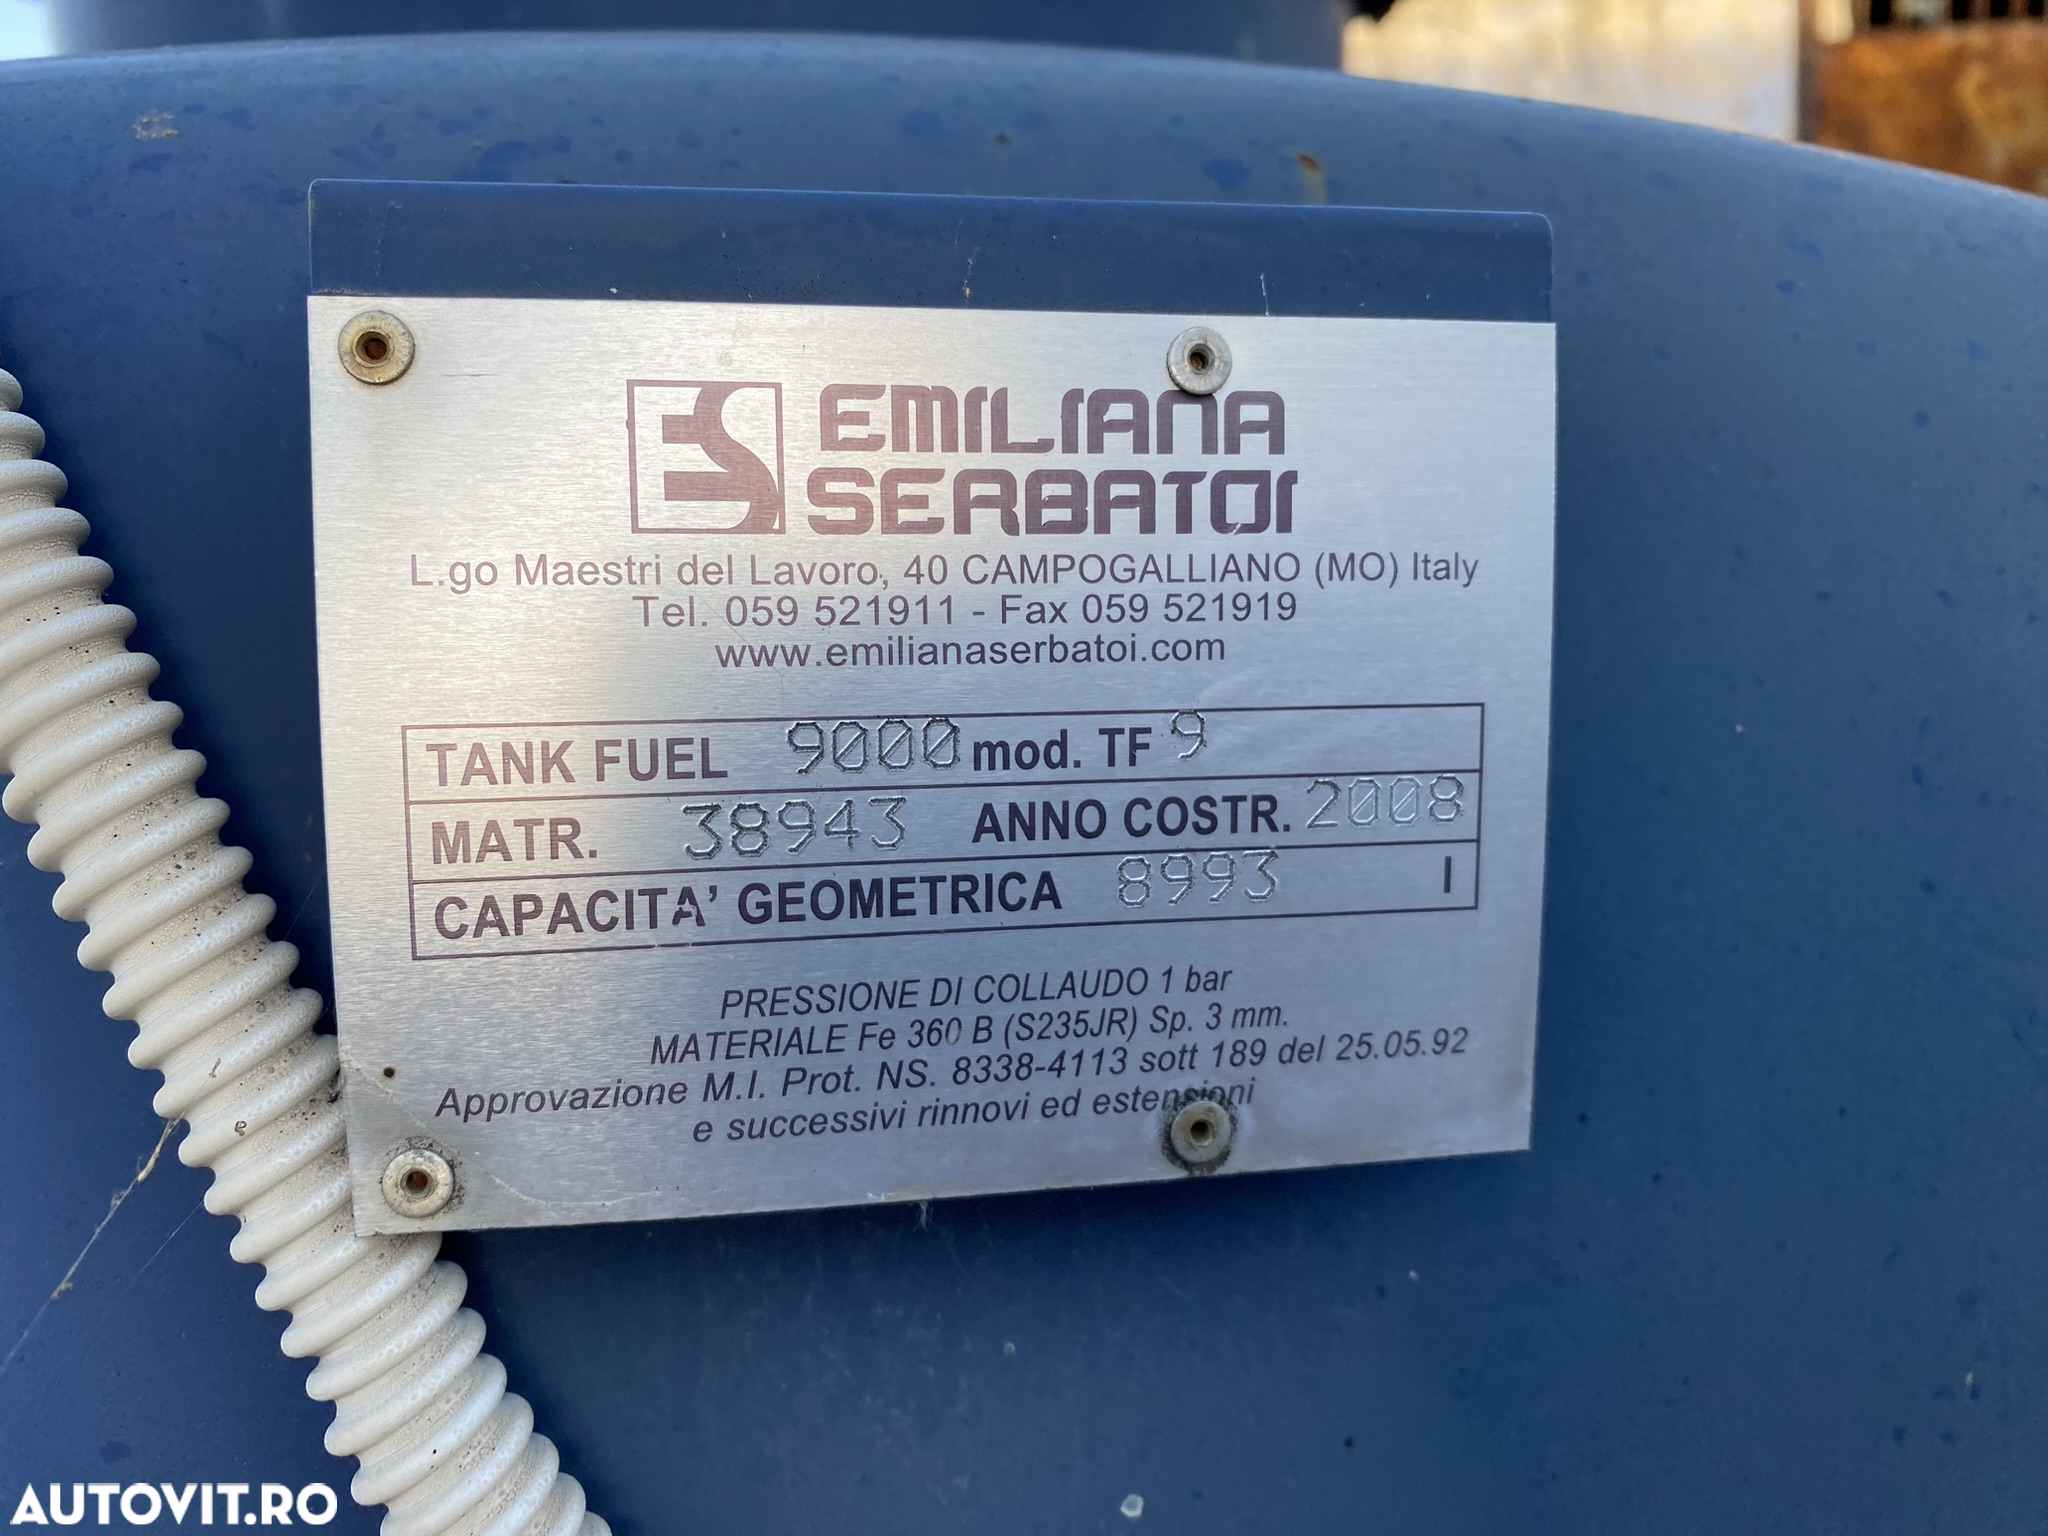 ES EMILIANA
SERBATOI
L.go Maestri del Lavoro, 40 CAMPOGALLIANO (MO) Italy
Tel. 059 521911 - Fax 059 521919
www.emilianaserbatoi.com
TANK FUEL 9000 mod. TF 9
MATR. 38943 ANNO COSTR. 2008
CAPACITA' GEOMETRICA 8993 l
PRESSIONE DI COLLAUDO 1 bar
MATERIALE Fe 360 B (S235JR) Sp. 3 mm.
Approvazione M.I. Prot. NS. 8338-4113 sott 189 del 25.05.92
e successivi rinnovi ed estensioni
AUTOVIT.RO